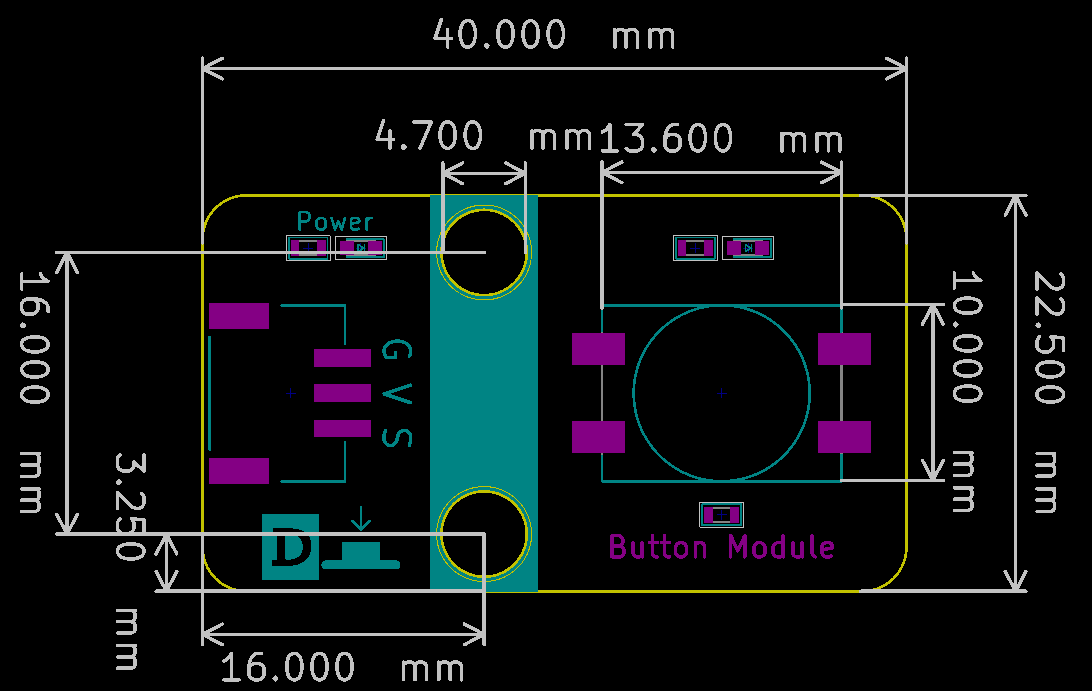 40.000 mm
4.700 mm
13.600 mm
Power
16.000 mm
G
V
S
10.000 mm
22.500 mm
3.250 mm
D
Button Module
16.000 mm